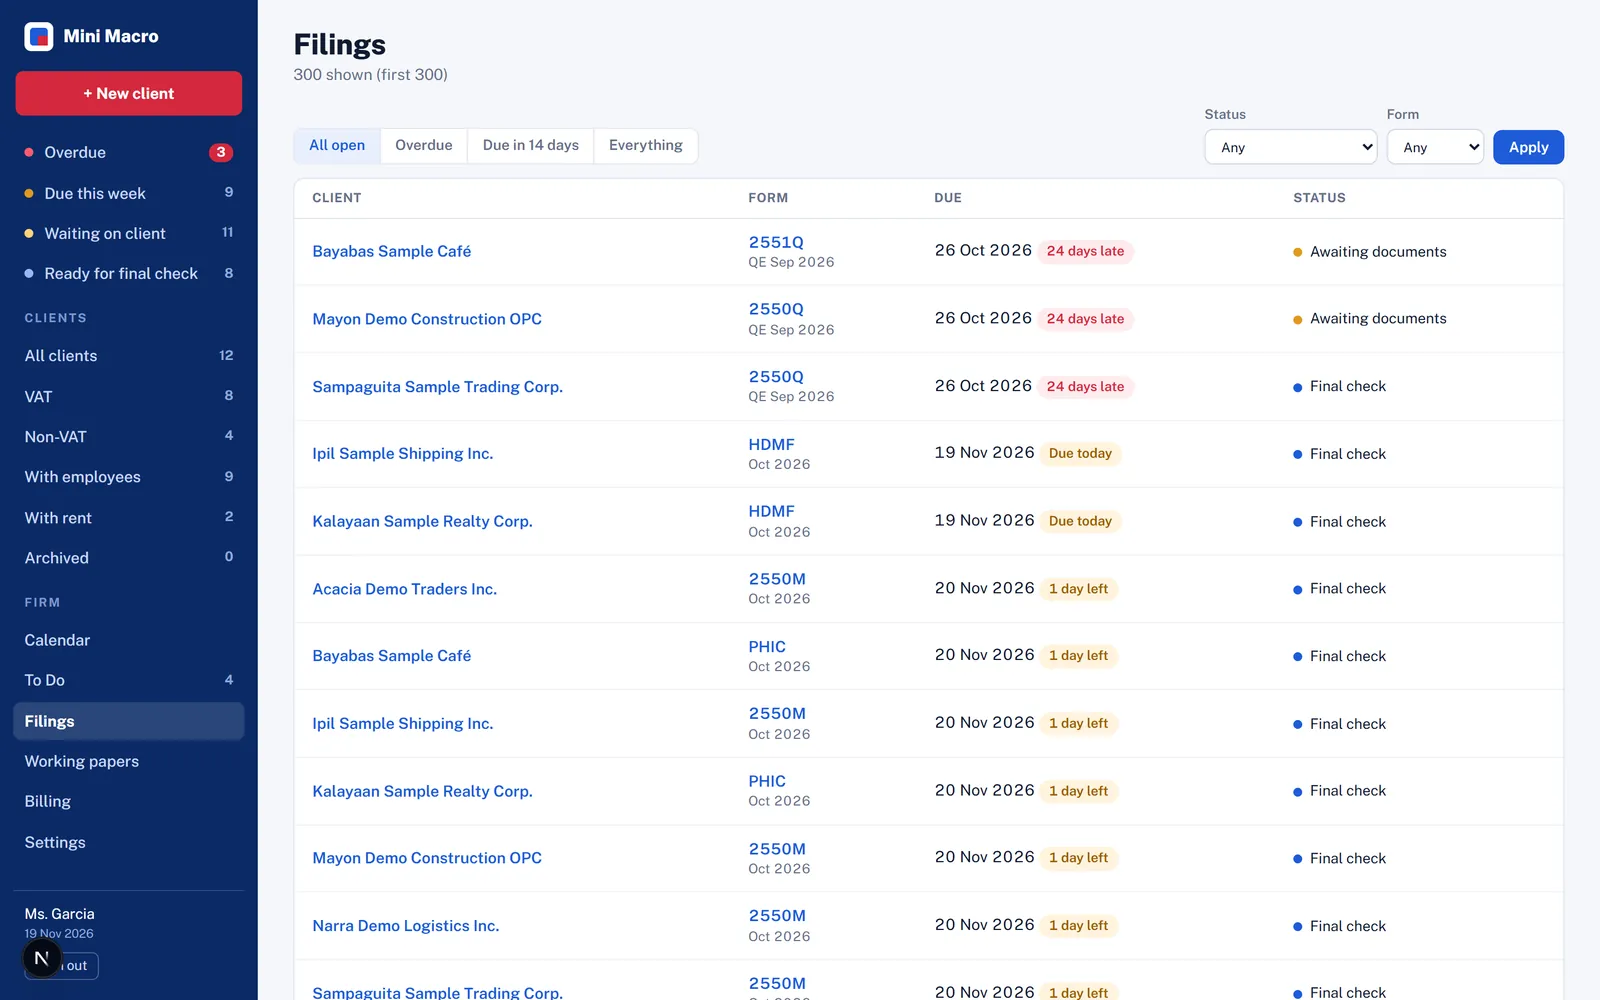 Mini Macro
+ New client
Overdue 3
Due this week 9
Waiting on client 11
Ready for final check 8
CLIENTS
All clients 12
VAT 8
Non-VAT 4
With employees 9
With rent 2
Archived 0
FIRM
Calendar
To Do 4
Filings
Working papers
Billing
Settings
Ms. Garcia
19 Nov 2026
N
out
Filings
300 shown (first 300)
All open Overdue Due in 14 days Everything
Status Form
Any Any Apply
CLIENT FORM DUE STATUS
Bayabas Sample Café 2551Q 26 Oct 2026 24 days late Awaiting documents
QE Sep 2026
Mayon Demo Construction OPC 2550Q 26 Oct 2026 24 days late Awaiting documents
QE Sep 2026
Sampaguita Sample Trading Corp. 2550Q 26 Oct 2026 24 days late Final check
QE Sep 2026
Ipil Sample Shipping Inc. HDMF 19 Nov 2026 Due today Final check
Oct 2026
Kalayaan Sample Realty Corp. HDMF 19 Nov 2026 Due today Final check
Oct 2026
Acacia Demo Traders Inc. 2550M 20 Nov 2026 1 day left Final check
Oct 2026
Bayabas Sample Café PHIC 20 Nov 2026 1 day left Final check
Oct 2026
Ipil Sample Shipping Inc. 2550M 20 Nov 2026 1 day left Final check
Oct 2026
Kalayaan Sample Realty Corp. PHIC 20 Nov 2026 1 day left Final check
Oct 2026
Mayon Demo Construction OPC 2550M 20 Nov 2026 1 day left Final check
Oct 2026
Narra Demo Logistics Inc. 2550M 20 Nov 2026 1 day left Final check
Oct 2026
Sampaguita Sample Trading Corp. 2550M 20 Nov 2026 1 day left Final check